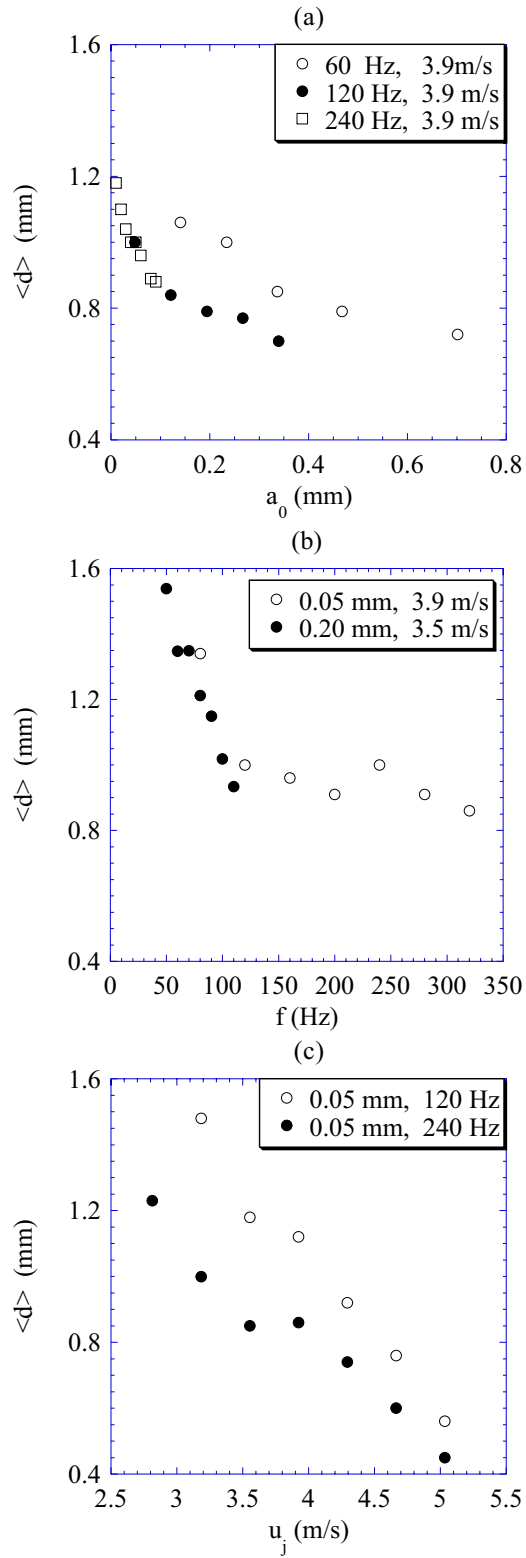 (a)
1.6
60 Hz, 3.9m/s
120 Hz, 3.9 m/s
240 Hz, 3.9 m/s
1.2
<d> (mm)
0.8
0.4
0 0.2 0.4 0.6 0.8
a0 (mm)
(b)
1.6
0.05 mm, 3.9 m/s
0.20 mm, 3.5 m/s
1.2
<d> (mm)
0.8
0.4
0 50 100 150 200 250 300 350
f (Hz)
(c)
1.6
0.05 mm, 120 Hz
0.05 mm, 240 Hz
1.2
<d> (mm)
0.8
0.4
2.5 3 3.5 4 4.5 5 5.5
uj (m/s)